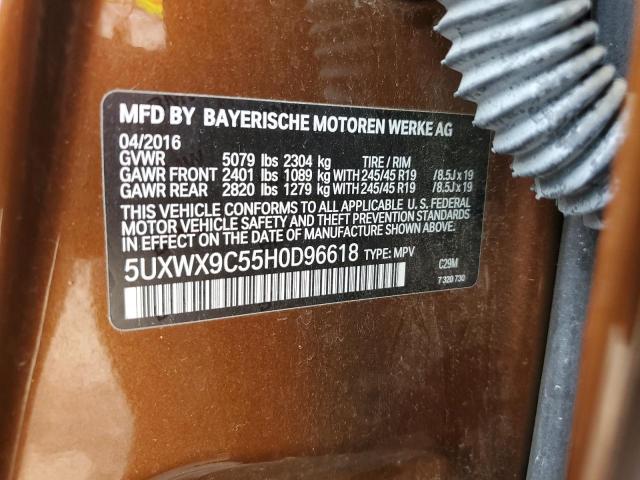 MFD BY BAYERISCHE MOTOREN WERKE AG
04/2016
GVWR 5079 lbs 2304 kg TIRE / RIM
GAWR FRONT 2401 lbs 1089 kg WITH 245/45 R19 /8.5J x 19
GAWR REAR 2820 lbs 1279 kg WITH 245/45 R19 /8.5J x 19
THIS VEHICLE CONFORMS TO ALL APPLICABLE U. S. FEDERAL
MOTOR VEHICLE SAFETY AND THEFT PREVENTION STANDARDS
IN EFFECT ON THE DATE OF MANUFACTURE SHOWN ABOVE.
5UXWX9C55H0D96618 TYPE: MPV
C29M
7 320 730